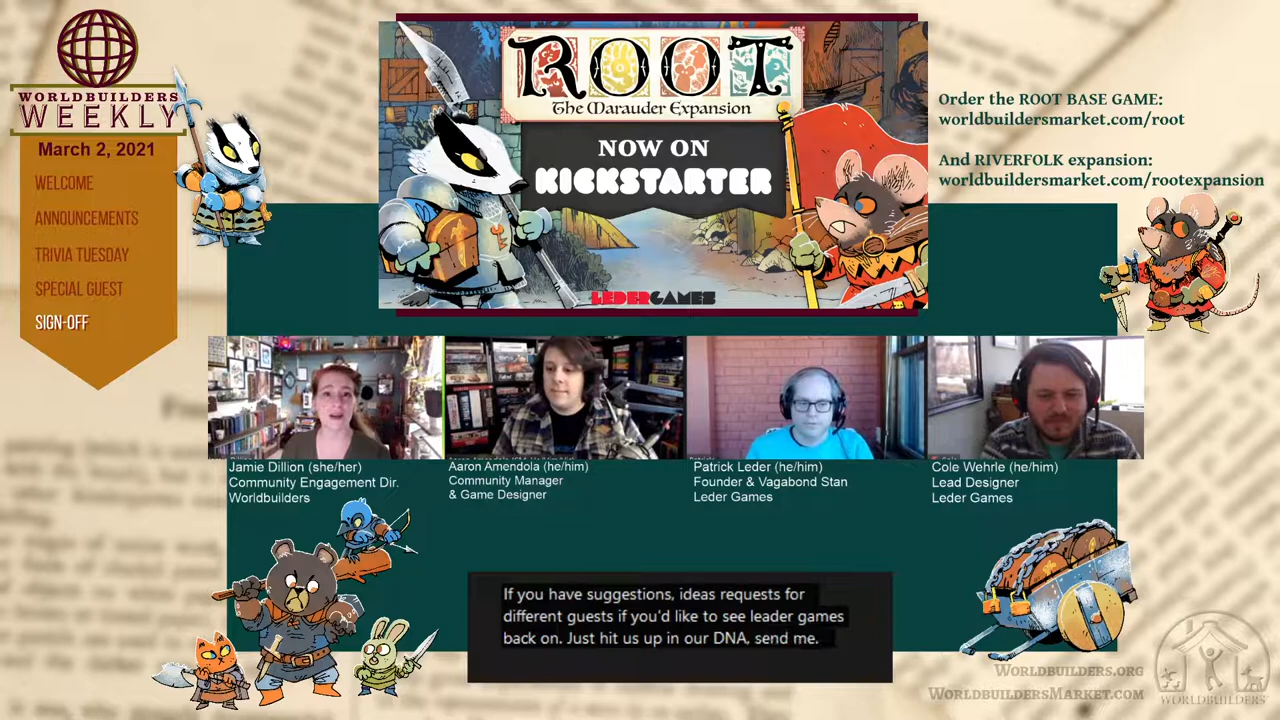 WORLDBUILDERS
WEEKLY
March 2, 2021
WELCOME
ANNOUNCEMENTS
TRIVIA TUESDAY
SPECIAL GUEST
SIGN-OFF
ROOT
The Marauder Expansion
NOW ON
KICKSTARTER
LEDERGAMES
Order the ROOT BASE GAME:
worldbuildersmarket.com/root
And RIVERFOLK expansion:
worldbuildersmarket.com/rootexpansion
Jamie Dillion (she/her)
Community Engagement Dir.
Worldbuilders
Aaron Amendola (he/him)
Community Manager
& Game Designer
Patrick Leder (he/him)
Founder & Vagabond Stan
Leder Games
Cole Wehrle (he/him)
Lead Designer
Leder Games
If you have suggestions, ideas requests for
different guests if you'd like to see leader games
back on. Just hit us up in our DNA, send me.
WORLDBUILDERS.ORG
WORLDBUILDERSMARKET.COM
WORLDBUILDERS